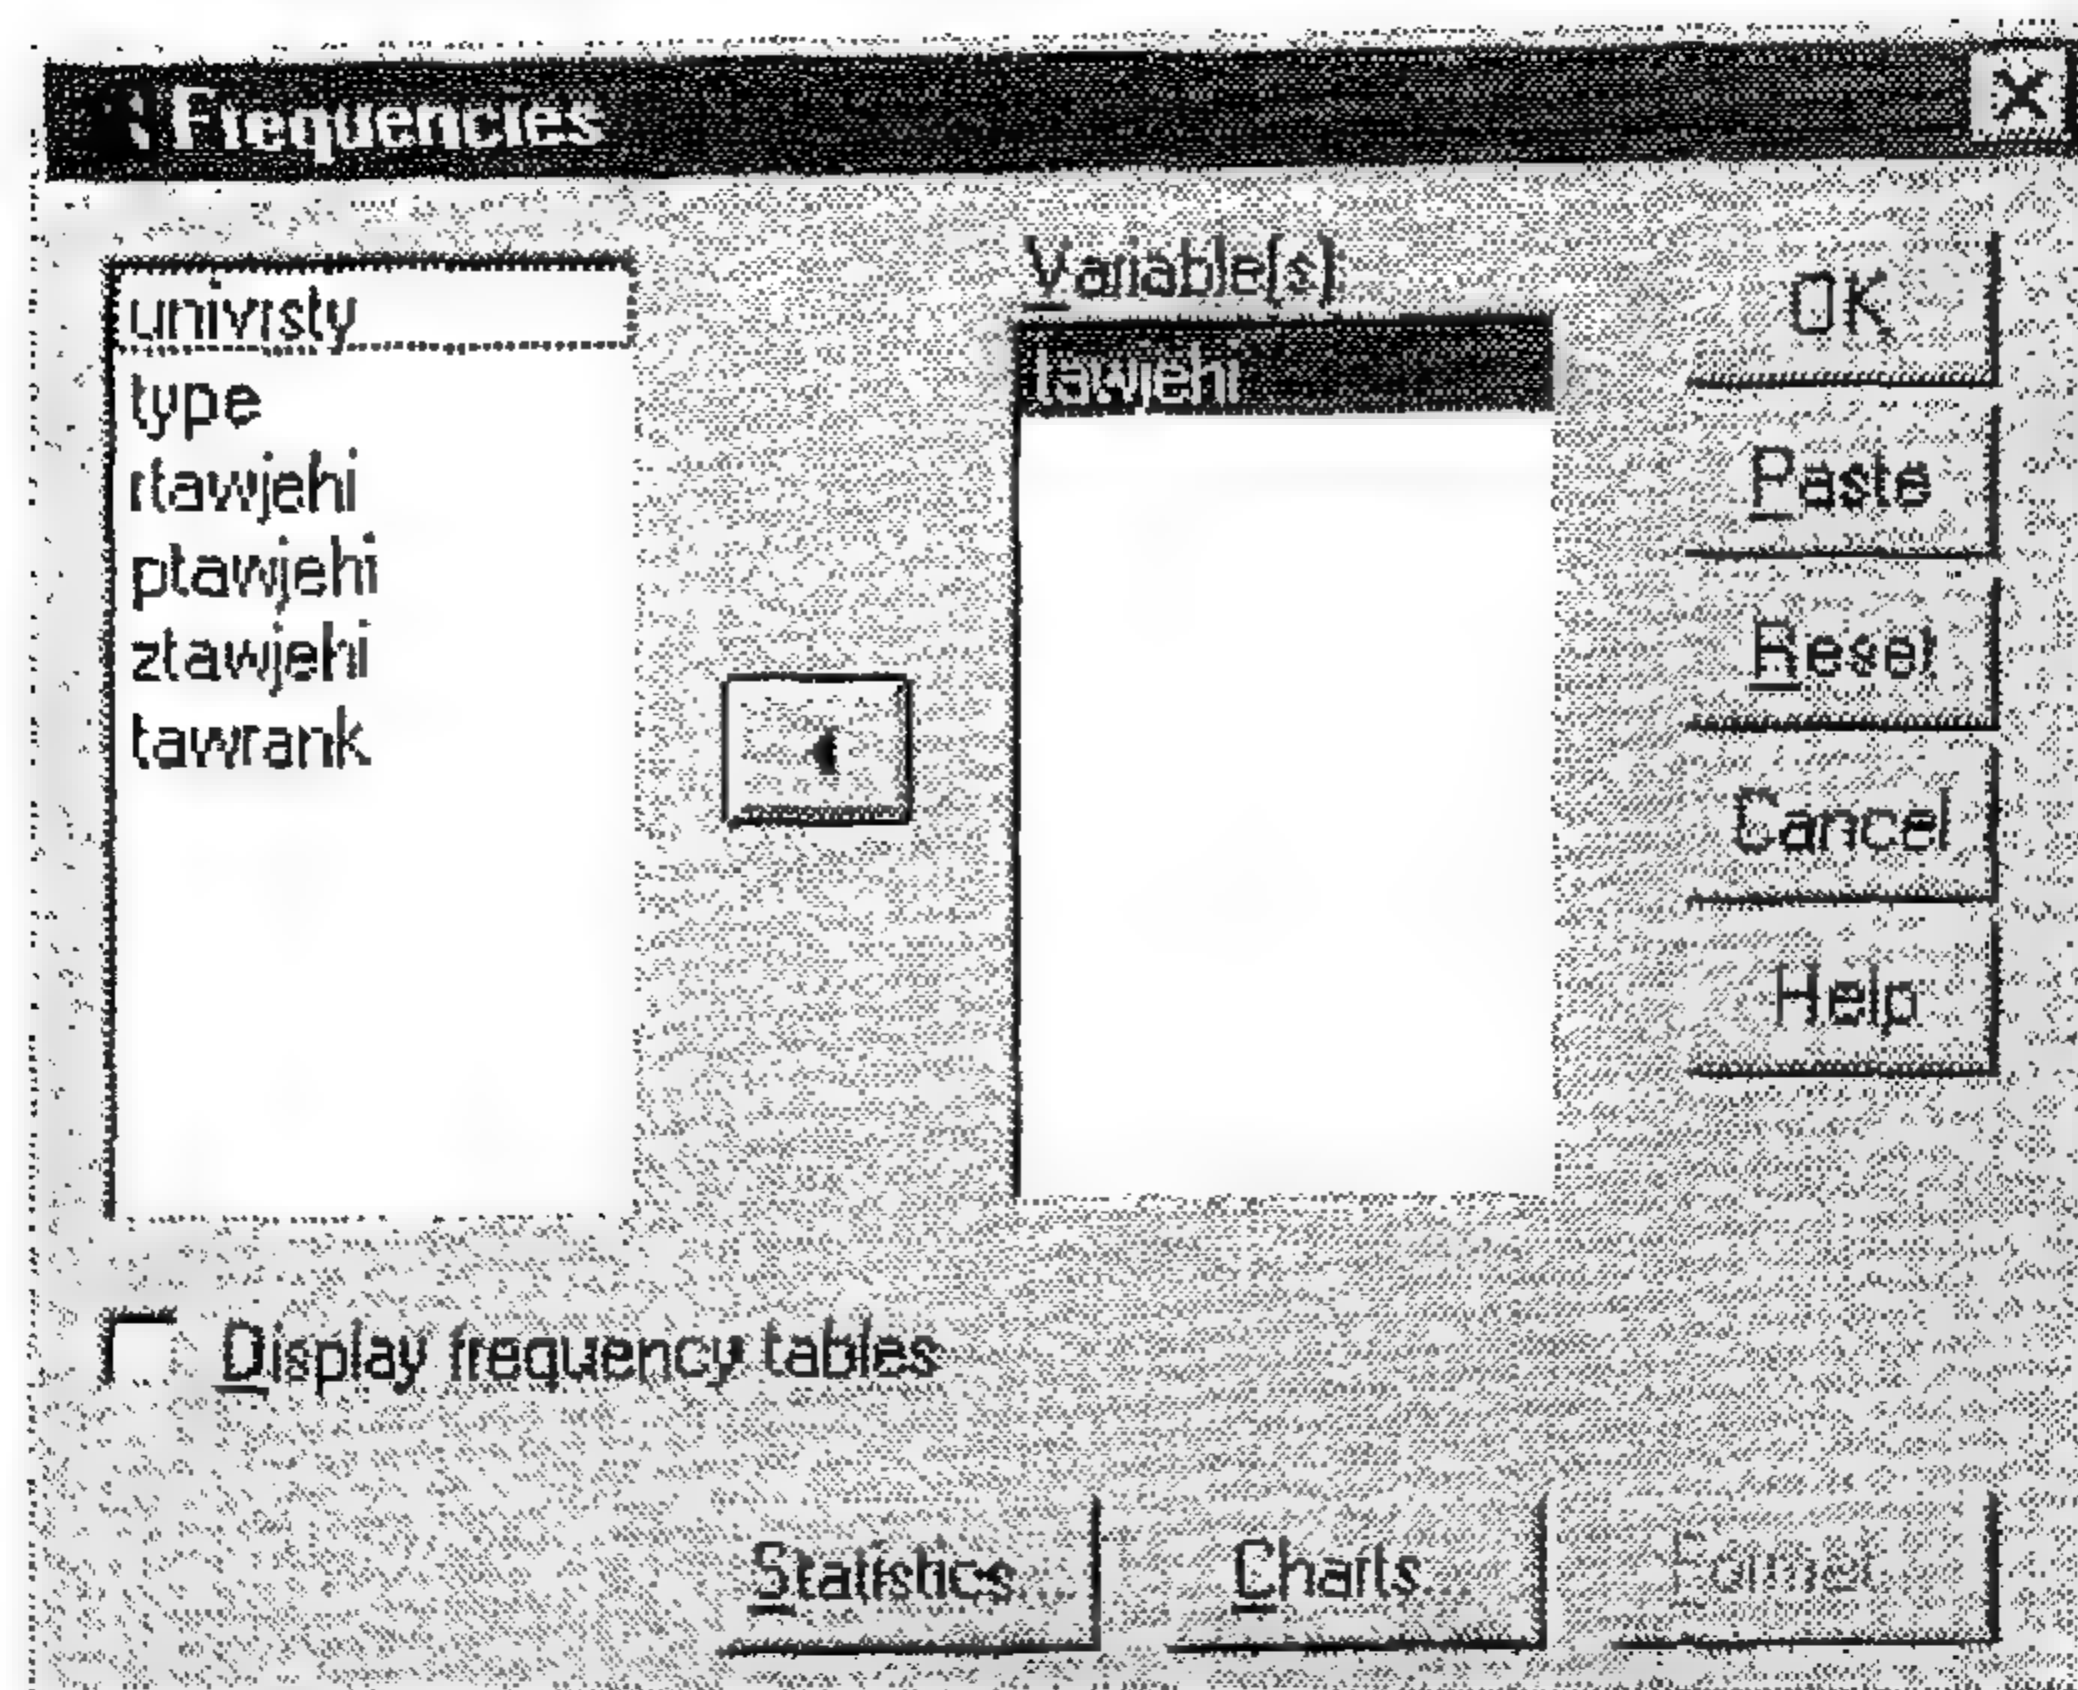 Frequencies
univrsty
type
rtawjehi
ptawjehi
ztawjehi
tawrank
Variable(s):
tawjehi
OK
Paste
Reset
Cancel
Help
Display frequency tables
Statistics...
Charts...
Format...